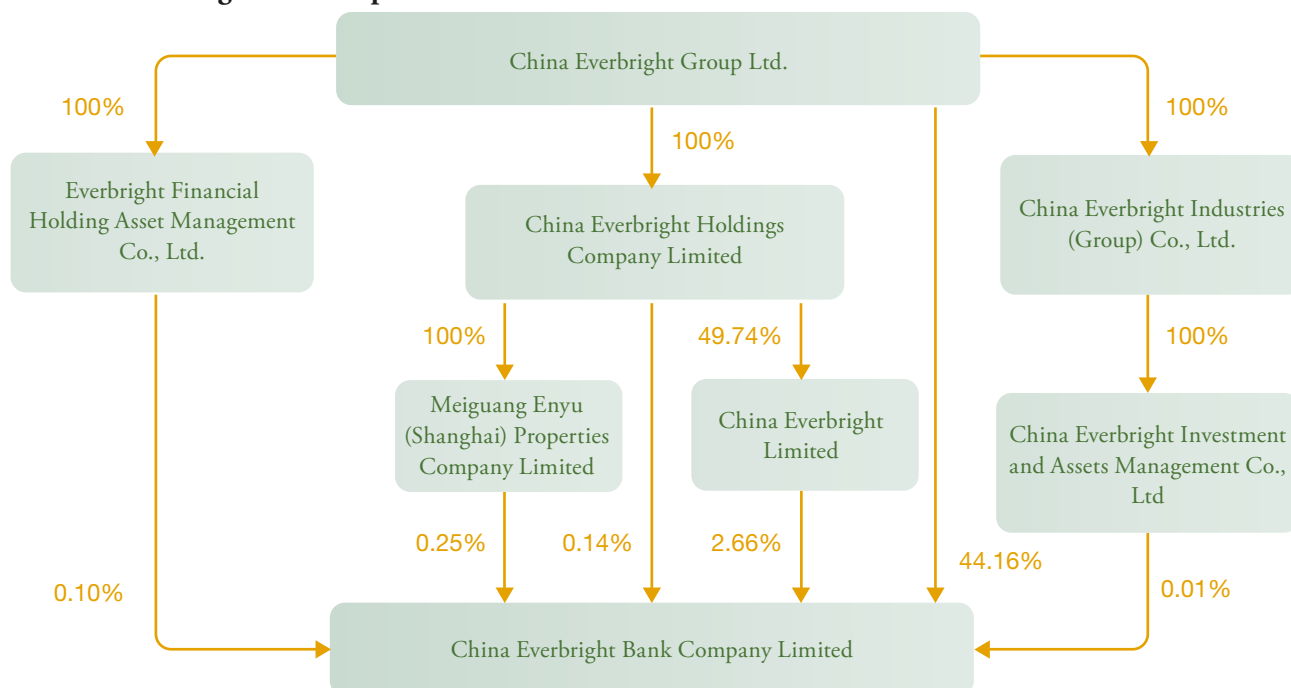 China Everbright Group Ltd.
100%
100%
100%
Everbright Financial
Holding Asset Management
Co., Ltd.
China Everbright Holdings
Company Limited
China Everbright Industries
(Group) Co., Ltd.
100%
49.74%
100%
Meiguang Enyu
(Shanghai) Properties
Company Limited
China Everbright
Limited
China Everbright Investment
and Assets Management Co.,
Ltd
0.25%
0.14%
2.66%
44.16%
0.10%
0.01%
China Everbright Bank Company Limited